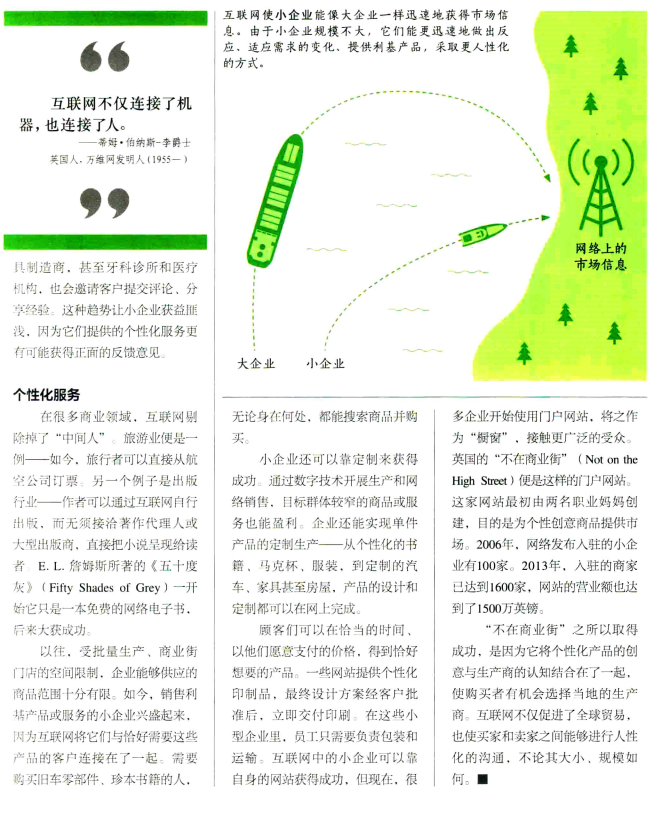 互联网不仅连接了机
器，也连接了人。
——蒂姆·伯纳斯-李爵士
英国人，万维网发明人（1955—）
互联网使小企业能像大企业一样迅速地获得市场信
息。由于小企业规模不大，它们能更迅速地做出反
应、适应需求的变化、提供利基产品，采取更人性化
的方式。
网络上的
市场信息
大企业
小企业
具制造商，甚至牙科诊所和医疗
机构，也会邀请客户提交评论、分
享经验。这种趋势让小企业获益匪
浅，因为它们提供的个性化服务更
有可能获得正面的反馈意见。
个性化服务
在很多商业领域，互联网剔
除掉了“中间人”。旅游业便是一
例——如今，旅行者可以直接从航
空公司订票。另一个例子是出版
行业——作者可以通过互联网自行
出版，而无须接洽著作代理人或
大型出版商，直接把小说呈现给读
者。E. L. 詹姆斯所著的《五十度
灰》（Fifty Shades of Grey）一开
始它只是一本免费的网络电子书，
后来大获成功。
以往，受批量生产、商业街
门店的空间限制，企业能够供应的
商品范围十分有限。如今，销售利
基产品或服务的小企业兴盛起来，
因为互联网将它们与恰好需要这些
产品的客户连接在了一起。需要
购买旧车零部件、珍本书籍的人，
无论身在何处，都能搜索商品并购
买。
小企业还可以靠定制来获得
成功。通过数字技术开展生产和网
络销售，目标群体较窄的商品或服
务也能盈利。企业还能实现单件
产品的定制生产——从个性化的书
籍、马克杯、服装，到定制的汽
车、家具甚至房屋，产品的设计和
定制都可以在网上完成。
顾客们可以在恰当的时间、
以他们愿意支付的价格，得到恰好
想要的产品。一些网站提供个性化
印制品，最终设计方案经客户批
准后，立即交付印刷。在这些小
型企业里，员工只需要负责包装和
运输。互联网中的小企业可以靠
自身的网站获得成功，但现在，很
多企业开始使用门户网站，将之作
为“橱窗”，接触更广泛的受众。
英国的“不在商业街”（Not on the
High Street）便是这样的门户网站。
这家网站最初由两名职业妈妈创
建，目的是为个性创意商品提供市
场。2006年，网络发布入驻的小企
业有100家。2013年，入驻的商家
已达到1600家，网站的营业额也达
到了1500万英镑。
“不在商业街”之所以取得
成功，是因为它将个性化产品的创
意与生产商的认知结合在了一起，
使购买者有机会选择当地的生产
商。互联网不仅促进了全球贸易，
也使买家和卖家之间能够进行人性
化的沟通，不论其大小、规模如
何。■